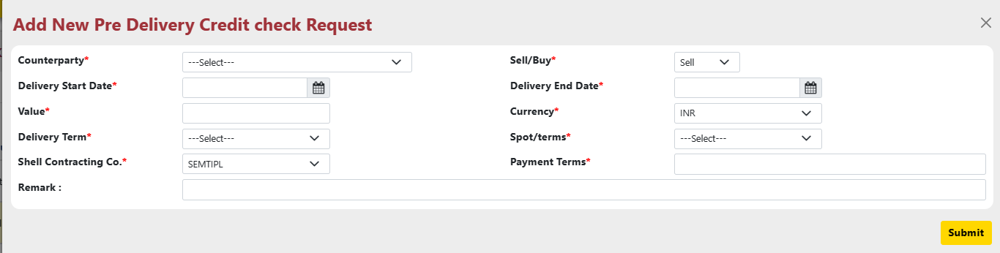 Add New Pre Delivery Credit check Request
Counterparty* ---Select--- Sell/Buy* Sell
Delivery Start Date* Delivery End Date*
Value* Currency* INR
Delivery Term* ---Select--- Spot/terms* ---Select---
Shell Contracting Co.* SEMTIPL Payment Terms*
Remark :
Submit